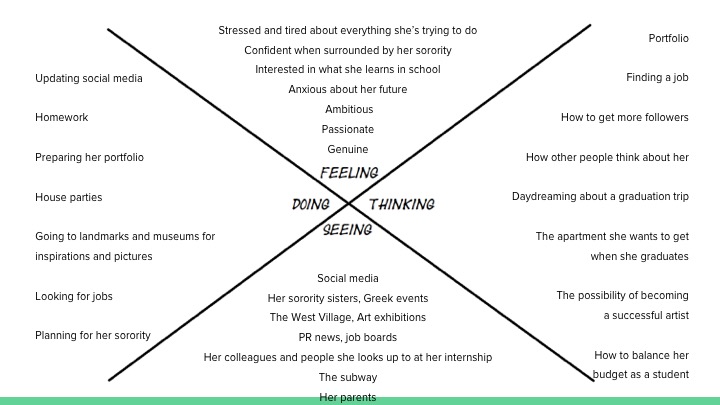 Stressed and tired about everything she's trying to do
Confident when surrounded by her sorority
Interested in what she learns in school
Anxious about her future
Ambitious
Passionate
Genuine
FEELING
DOING
THINKING
SEEING
Updating social media
Homework
Preparing her portfolio
House parties
Going to landmarks and museums for
inspirations and pictures
Looking for jobs
Planning for her sorority
Portfolio
Finding a job
How to get more followers
How other people think about her
Daydreaming about a graduation trip
The apartment she wants to get
when she graduates
The possibility of becoming
a successful artist
How to balance her
budget as a student
Social media
Her sorority sisters, Greek events
The West Village, Art exhibitions
PR news, job boards
Her colleagues and people she looks up to at her internship
The subway
Her parents